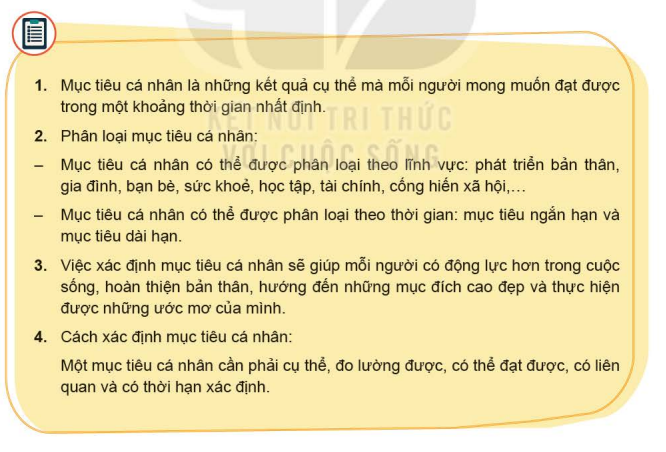 1. Mục tiêu cá nhân là những kết quả cụ thể mà mỗi người mong muốn đạt được
trong một khoảng thời gian nhất định.
KẾT NỐI TRI THỨC
2. Phân loại mục tiêu cá nhân:
VỚI CUỘC SỐNG
– Mục tiêu cá nhân có thể được phân loại theo lĩnh vực: phát triển bản thân,
gia đình, bạn bè, sức khoẻ, học tập, tài chính, cống hiến xã hội,...
– Mục tiêu cá nhân có thể được phân loại theo thời gian: mục tiêu ngắn hạn và
mục tiêu dài hạn.
3. Việc xác định mục tiêu cá nhân sẽ giúp mỗi người có động lực hơn trong cuộc
sống, hoàn thiện bản thân, hướng đến những mục đích cao đẹp và thực hiện
được những ước mơ của mình.
4. Cách xác định mục tiêu cá nhân:
Một mục tiêu cá nhân cần phải cụ thể, đo lường được, có thể đạt được, có liên
quan và có thời hạn xác định.